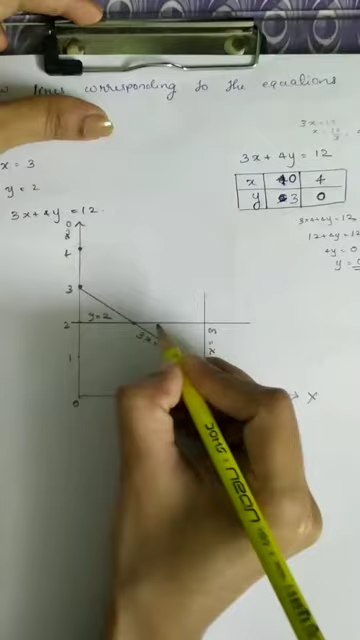 lines corresponding to the equations
x = 3
y = 2
3x + 4y = 12
3x + 4y = 12
x 0 4
y 3 0
3x+4y=12
12+4y=12
4y=0
y=0
4
3
y=2
2
1
0
X
neon